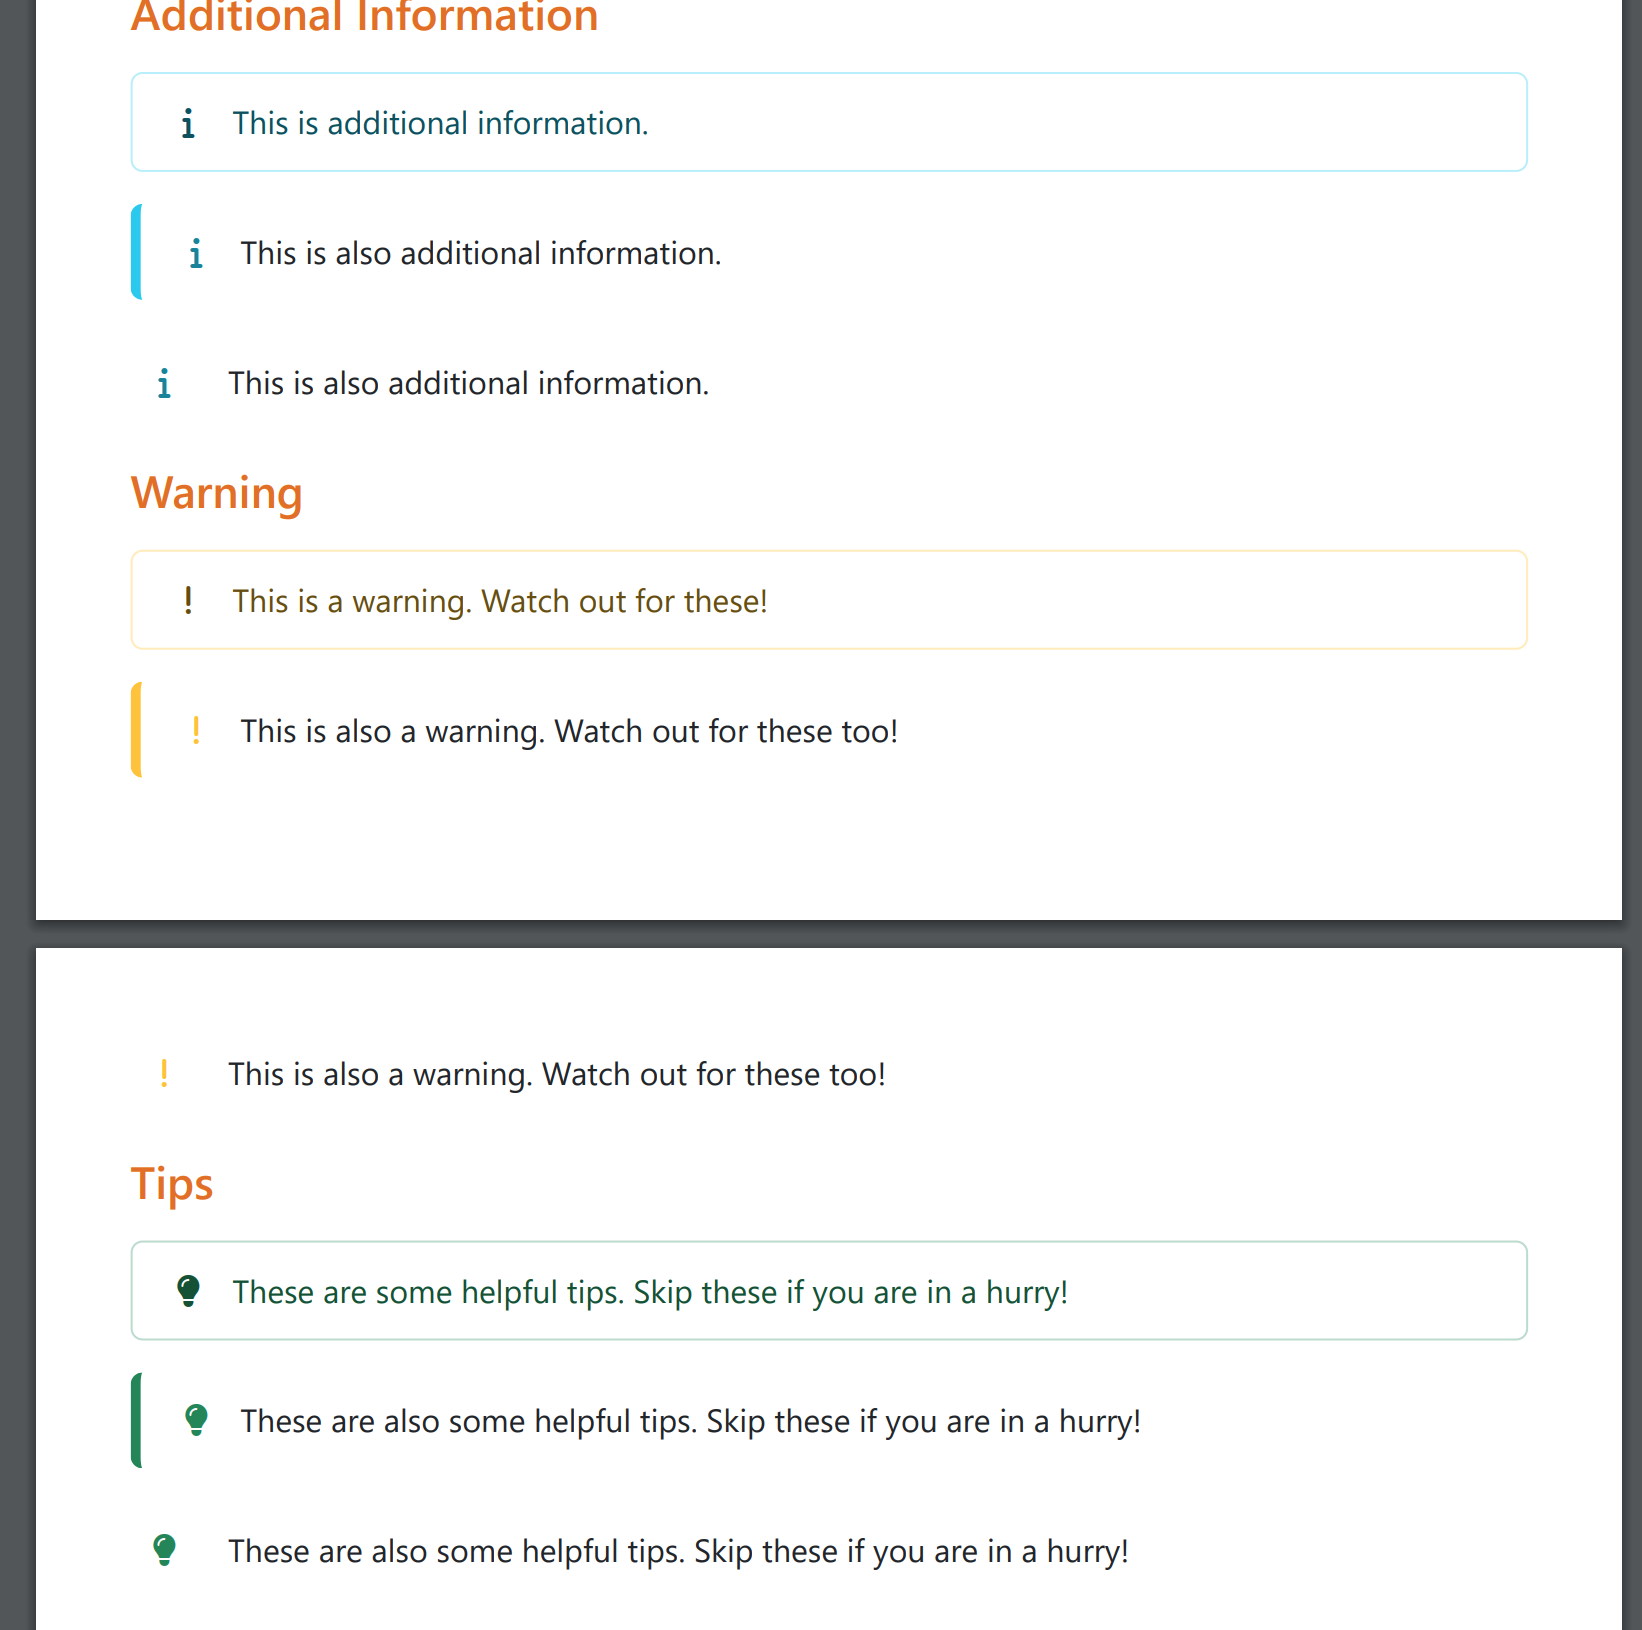 Additional Information
This is additional information.
This is also additional information.
This is also additional information.
Warning
This is a warning. Watch out for these!
This is also a warning. Watch out for these too!
This is also a warning. Watch out for these too!
Tips
These are some helpful tips. Skip these if you are in a hurry!
These are also some helpful tips. Skip these if you are in a hurry!
These are also some helpful tips. Skip these if you are in a hurry!